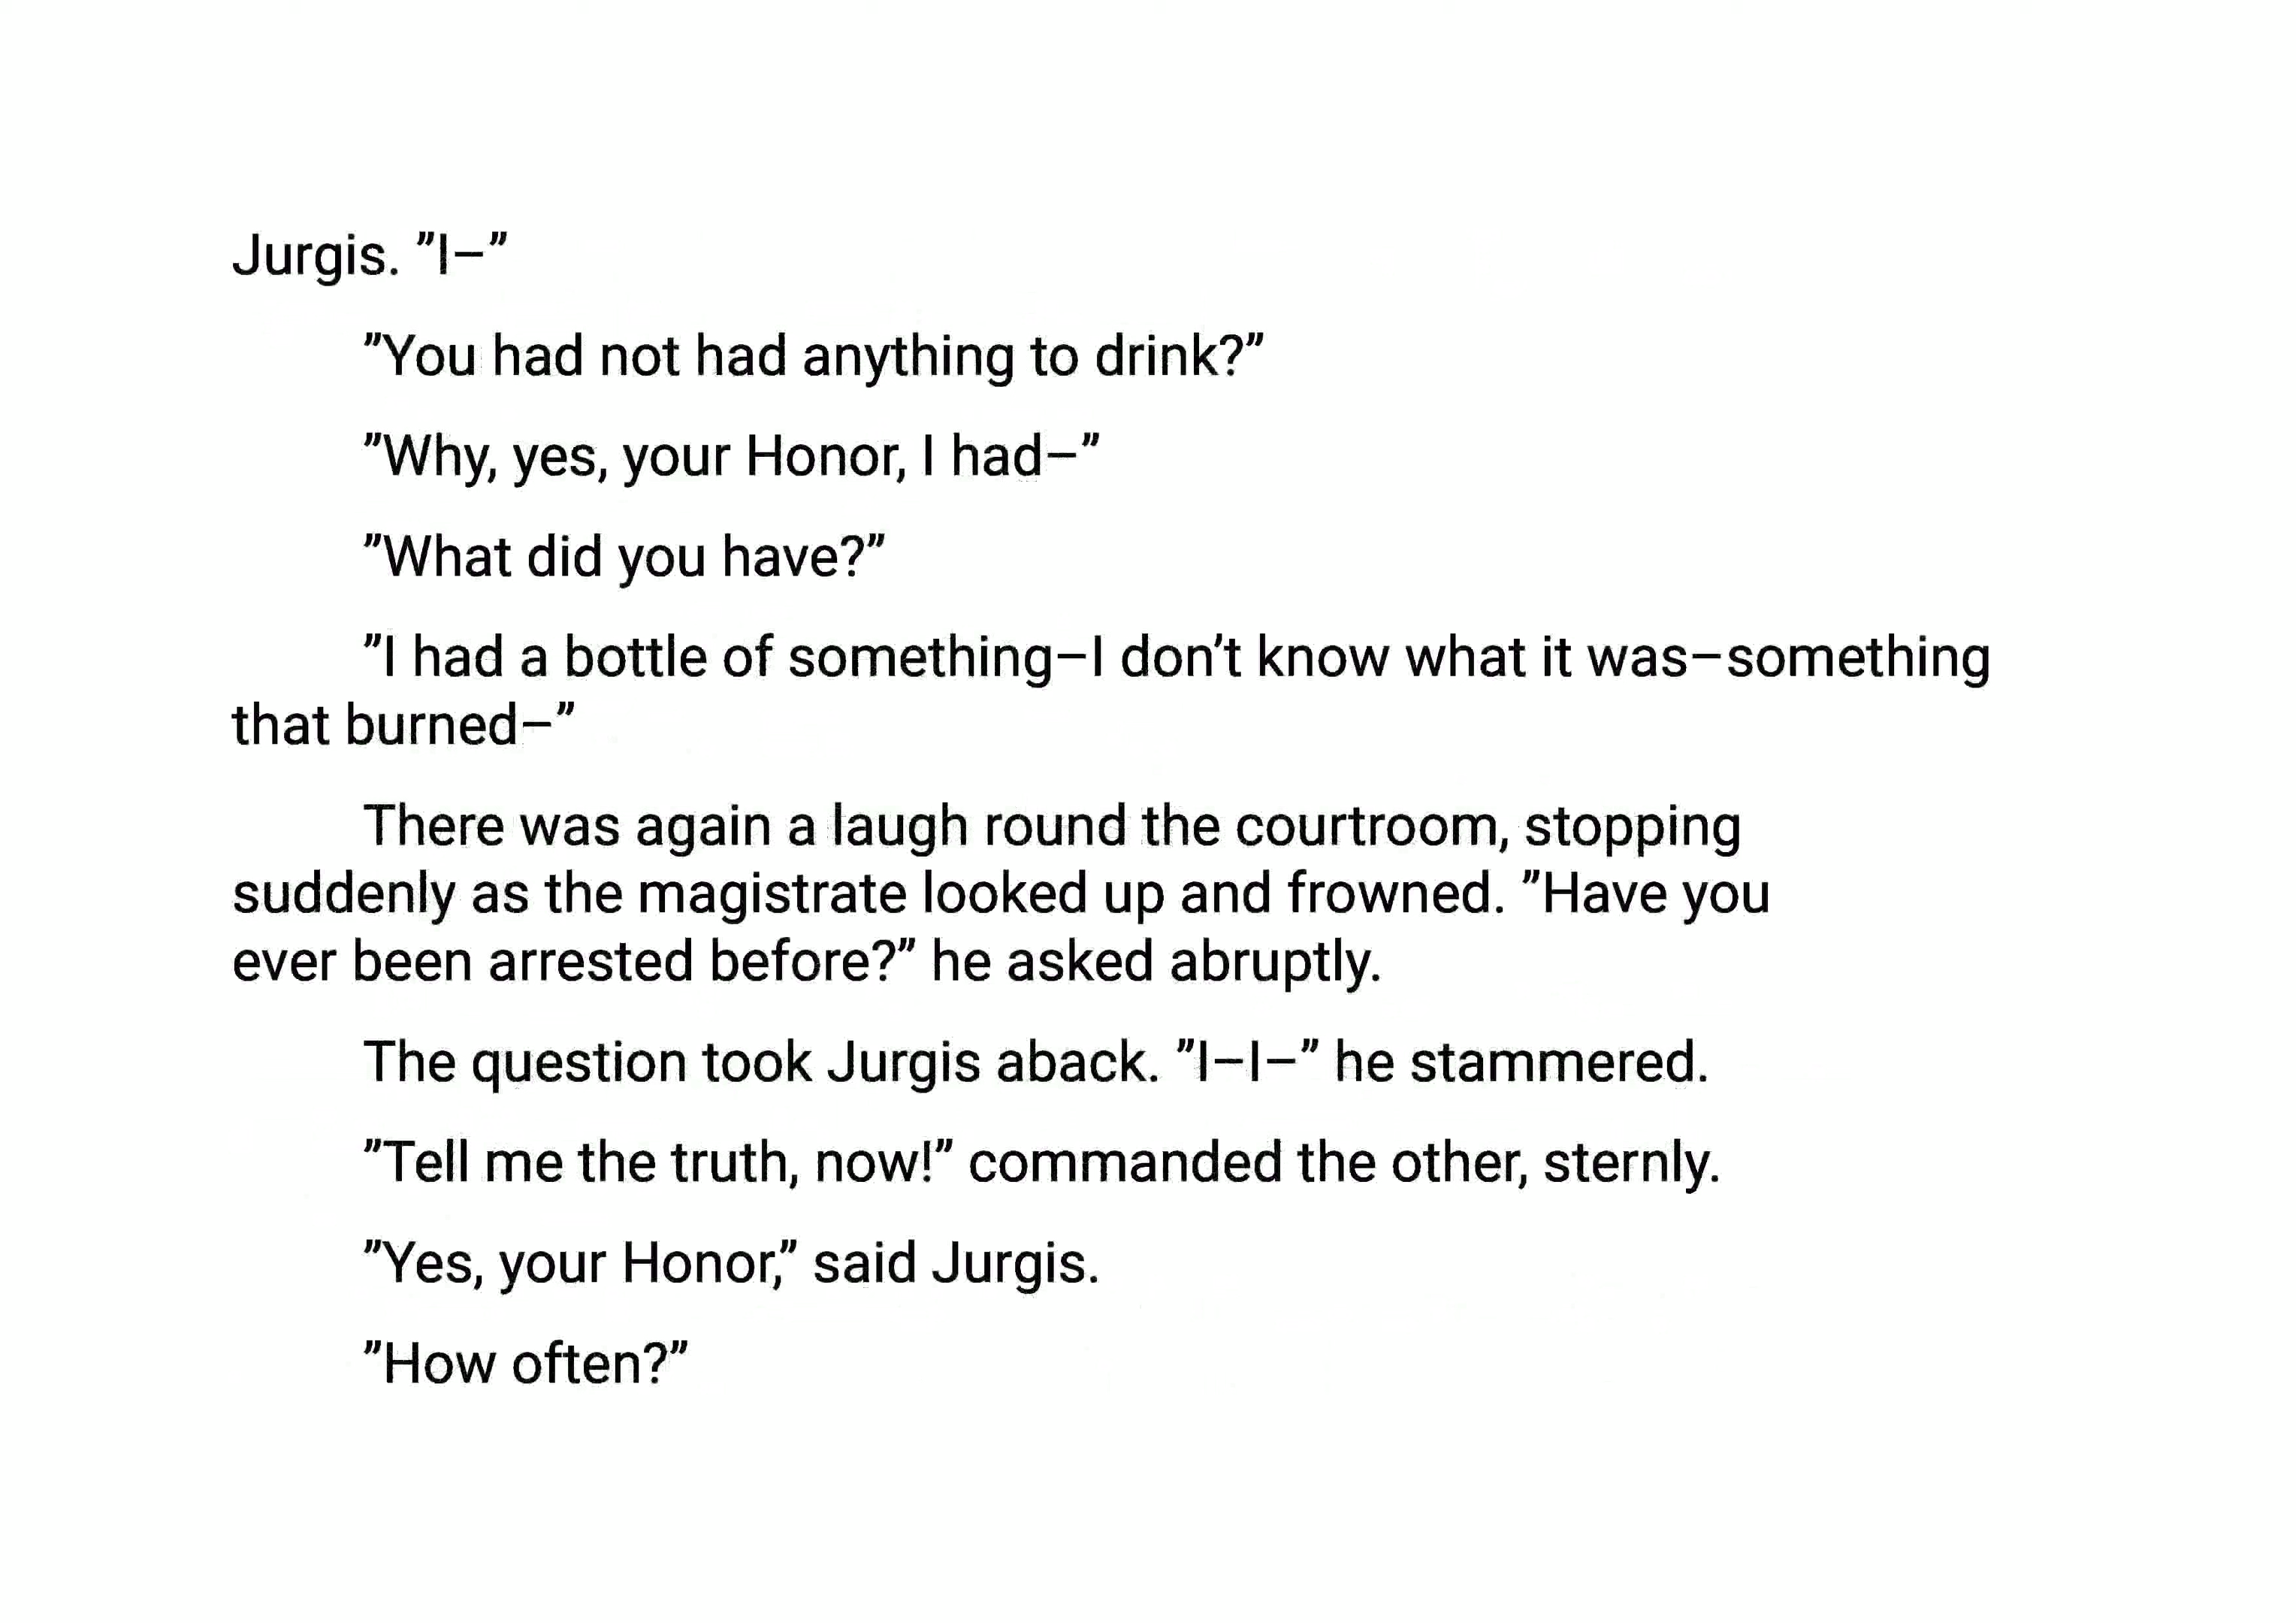 Jurgis. ”I–”
”You had not had anything to drink?”
”Why, yes, your Honor, I had–”
”What did you have?”
”I had a bottle of something–I don’t know what it was–something
that burned–”
There was again a laugh round the courtroom, stopping
suddenly as the magistrate looked up and frowned. ”Have you
ever been arrested before?” he asked abruptly.
The question took Jurgis aback. ”I–I–” he stammered.
”Tell me the truth, now!” commanded the other, sternly.
”Yes, your Honor,” said Jurgis.
”How often?”